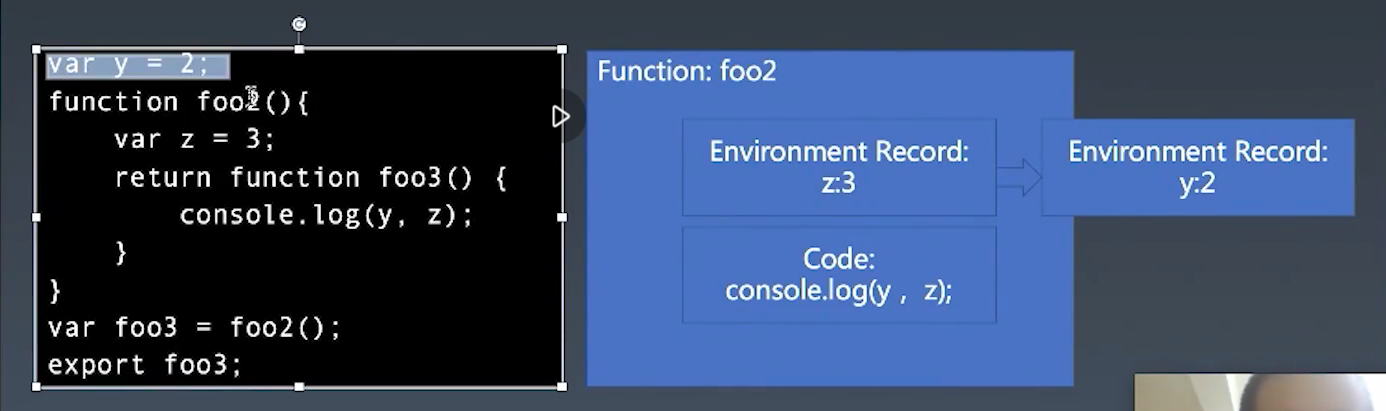 var y = 2;
function foo2(){
var z = 3;
return function foo3() {
console.log(y, z);
}
}
var foo3 = foo2();
export foo3;
Function: foo2
Environment Record:
z:3
Environment Record:
y:2
Code:
console.log(y , z);